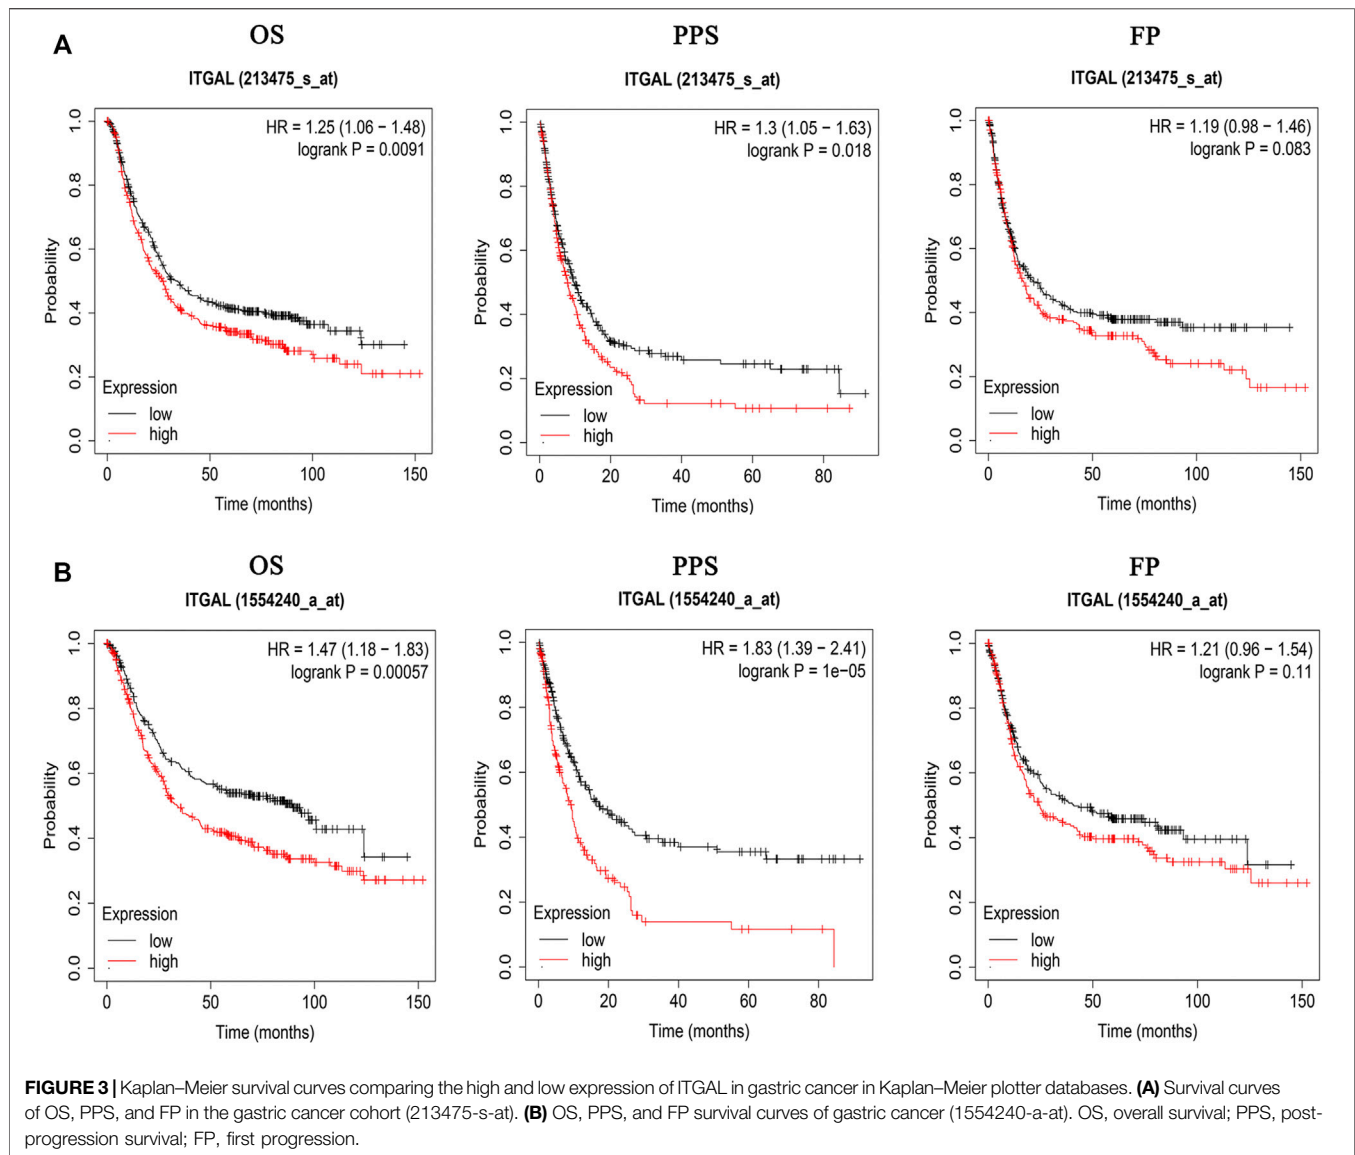 A
OS
PPS
FP
ITGAL (213475_s_at)
ITGAL (213475_s_at)
ITGAL (213475_s_at)
HR = 1.25 (1.06 − 1.48)
logrank P = 0.0091
Probability
0.0 0.2 0.4 0.6 0.8 1.0
Expression
low
high
0 50 100 150
Time (months)
HR = 1.3 (1.05 − 1.63)
logrank P = 0.018
Probability
0.0 0.2 0.4 0.6 0.8 1.0
Expression
low
high
0 20 40 60 80
Time (months)
HR = 1.19 (0.98 − 1.46)
logrank P = 0.083
Probability
0.0 0.2 0.4 0.6 0.8 1.0
Expression
low
high
0 50 100 150
Time (months)
B
OS
PPS
FP
ITGAL (1554240_a_at)
ITGAL (1554240_a_at)
ITGAL (1554240_a_at)
HR = 1.47 (1.18 − 1.83)
logrank P = 0.00057
Probability
0.0 0.2 0.4 0.6 0.8 1.0
Expression
low
high
0 50 100 150
Time (months)
HR = 1.83 (1.39 − 2.41)
logrank P = 1e−05
Probability
0.0 0.2 0.4 0.6 0.8 1.0
Expression
low
high
0 20 40 60 80
Time (months)
HR = 1.21 (0.96 − 1.54)
logrank P = 0.11
Probability
0.0 0.2 0.4 0.6 0.8 1.0
Expression
low
high
0 50 100 150
Time (months)
FIGURE 3 | Kaplan–Meier survival curves comparing the high and low expression of ITGAL in gastric cancer in Kaplan–Meier plotter databases. (A) Survival curves
of OS, PPS, and FP in the gastric cancer cohort (213475-s-at). (B) OS, PPS, and FP survival curves of gastric cancer (1554240-a-at). OS, overall survival; PPS, post-
progression survival; FP, first progression.